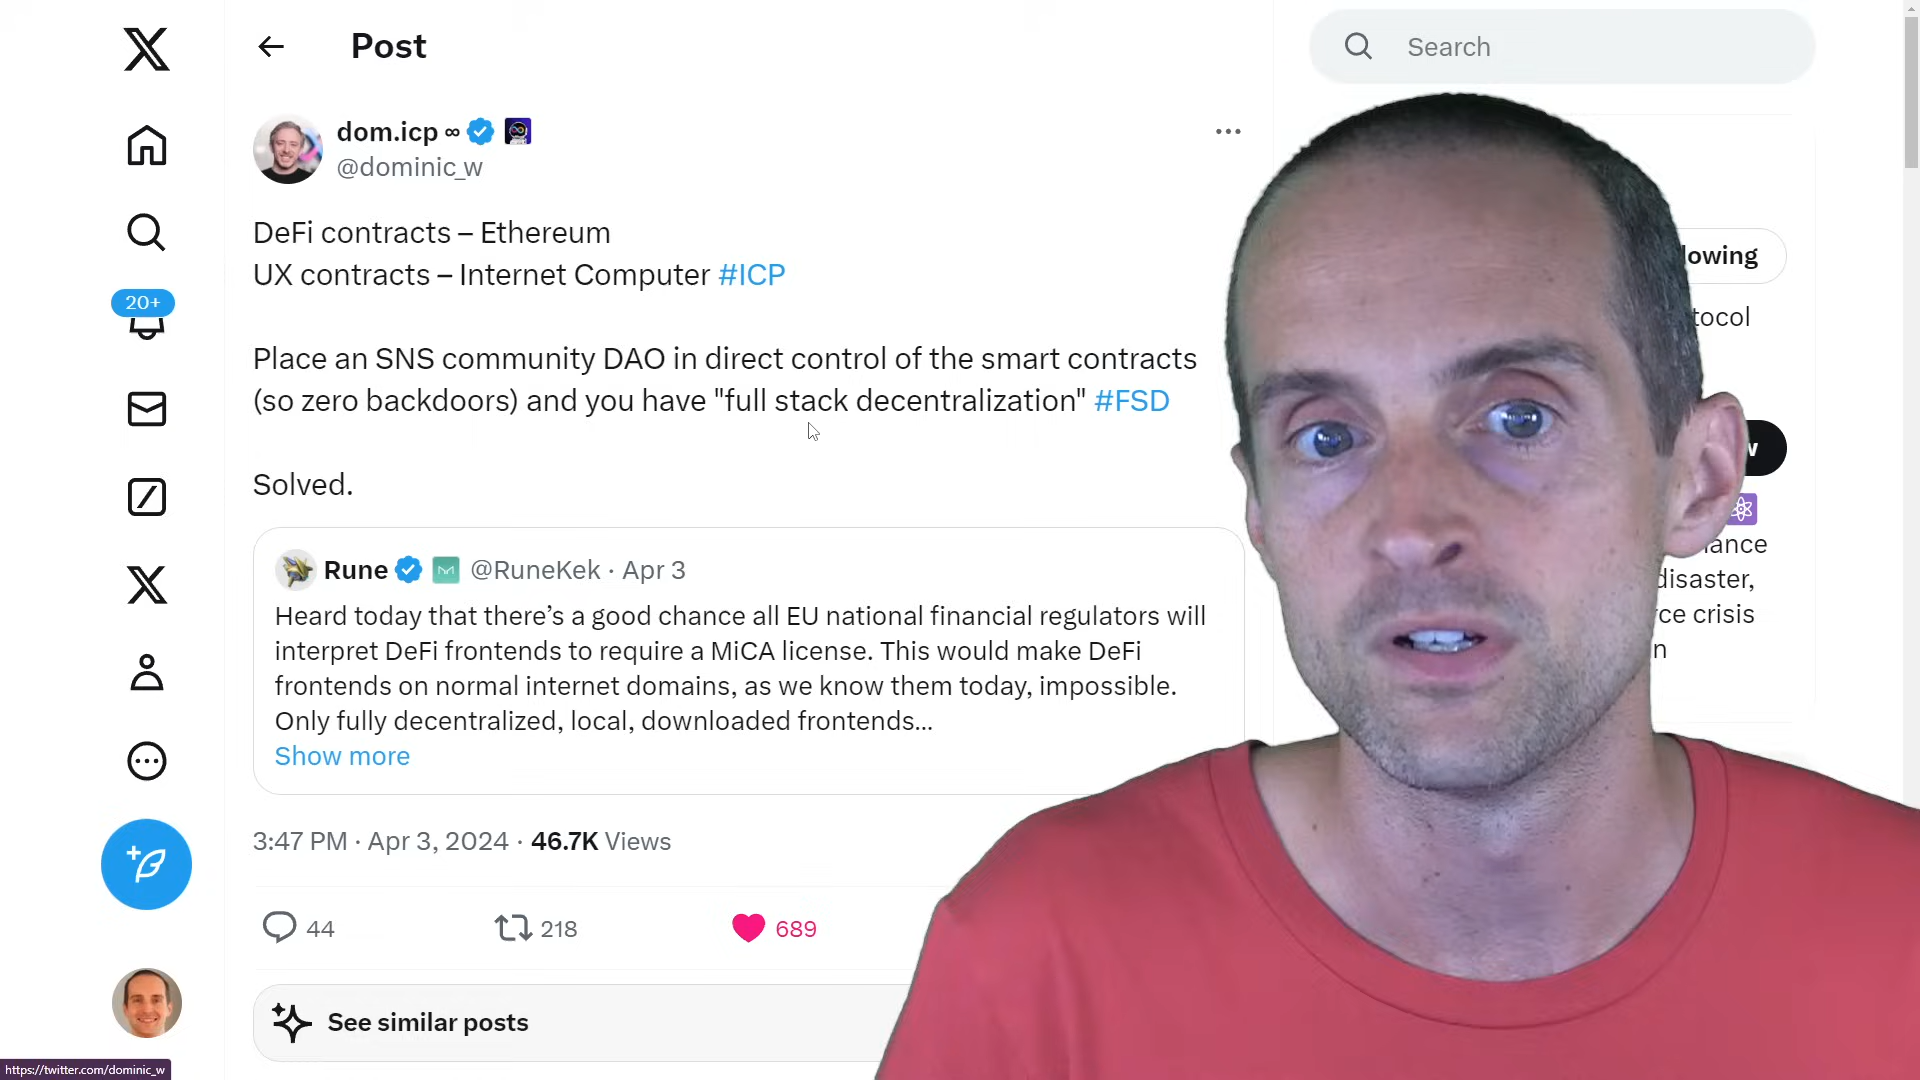 Post
Search
dom.icp ∞
@dominic_w
DeFi contracts – Ethereum
UX contracts – Internet Computer #ICP
Place an SNS community DAO in direct control of the smart contracts
(so zero backdoors) and you have "full stack decentralization" #FSD
Solved.
Rune @RuneKek · Apr 3
Heard today that there’s a good chance all EU national financial regulators will
interpret DeFi frontends to require a MiCA license. This would make DeFi
frontends on normal internet domains, as we know them today, impossible.
Only fully decentralized, local, downloaded frontends...
Show more
3:47 PM · Apr 3, 2024 · 46.7K Views
44 218 689
See similar posts
20+
disaster,
crisis
https://twitter.com/dominic_w